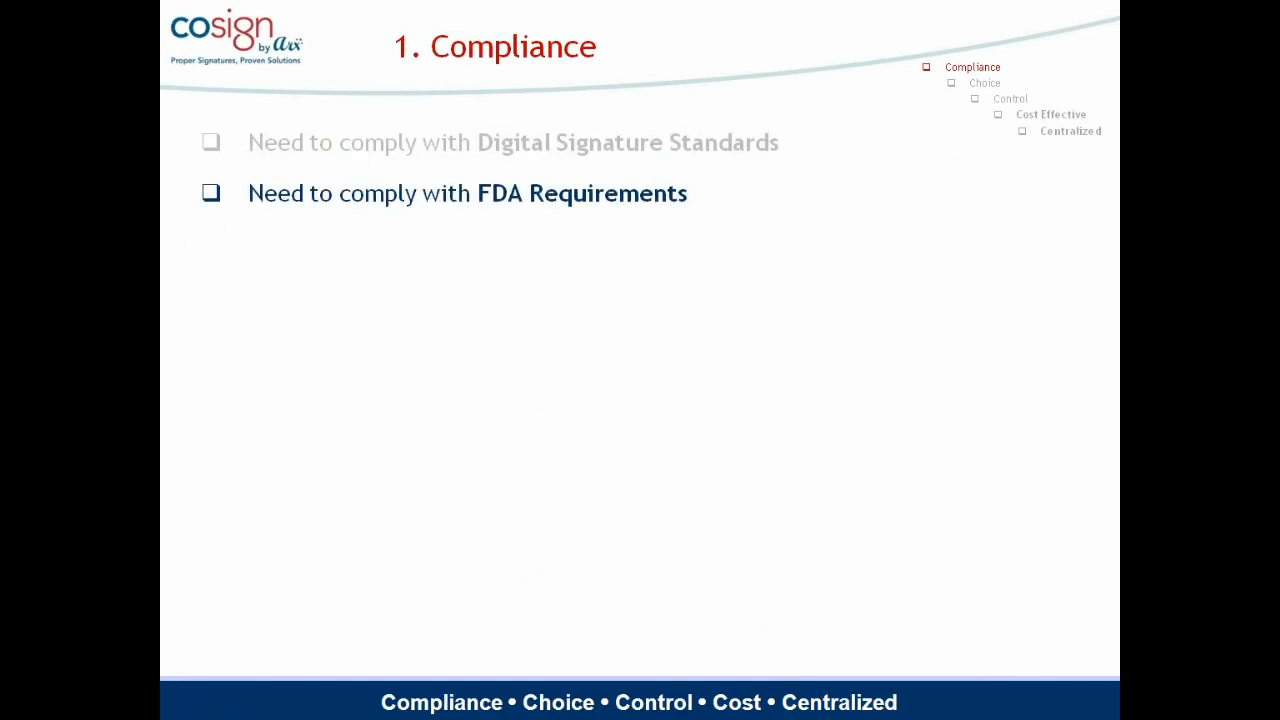 cosign
by arx
Proper Signatures, Proven Solutions
1. Compliance
❑ Compliance
❑ Choice
❑ Control
❑ Cost Effective
❑ Centralized
❑ Need to comply with Digital Signature Standards
❑ Need to comply with FDA Requirements
Compliance • Choice • Control • Cost • Centralized